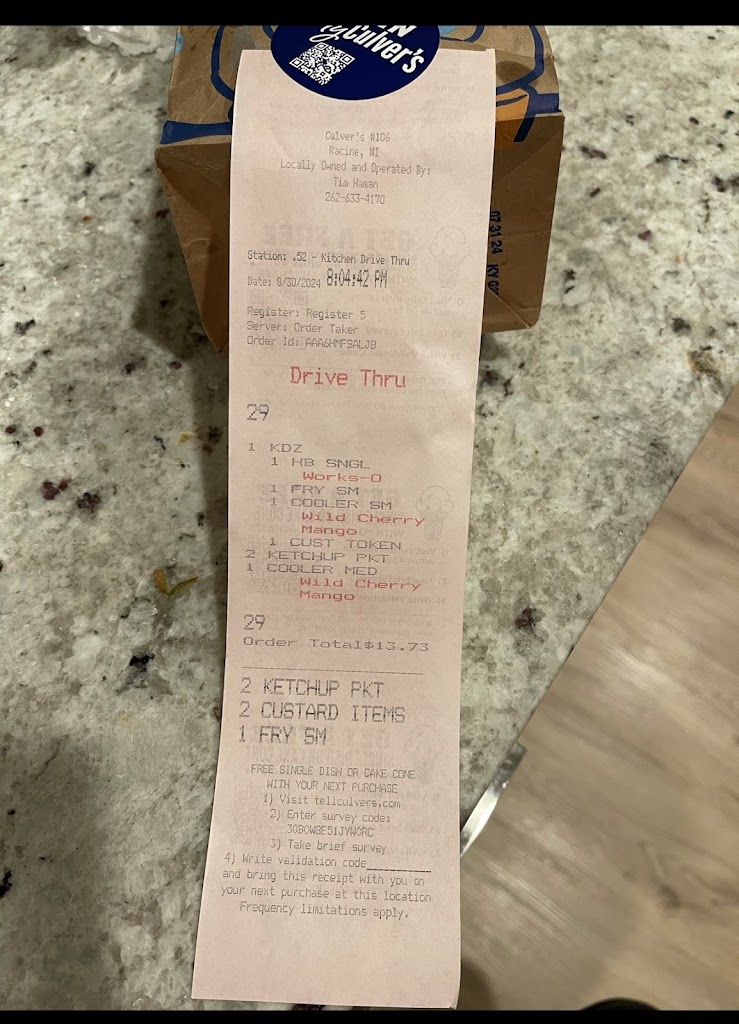 Culver's
Culver's #106
Racine, WI
Locally Owned and Operated By:
Tim Haman
262-633-4170
Station: .52 - Kitchen Drive Thru
Date: 8/30/2024 8:04:42 PM
Register: Register 5
Server: Order Taker
Order Id: AAA6HMFSALJB
Drive Thru
29
1 KDZ
1 HB SNGL
Works-O
1 FRY SM
1 COOLER SM
Wild Cherry
Mango
1 CUST TOKEN
2 KETCHUP PKT
1 COOLER MED
Wild Cherry
Mango
29
Order Total$13.73
2 KETCHUP PKT
2 CUSTARD ITEMS
1 FRY SM
FREE SINGLE DISH OR CAKE CONE
WITH YOUR NEXT PURCHASE
1) Visit tellculvers.com
2) Enter survey code:
30BOW8E51JYWORC
3) Take brief survey
4) Write validation code___________
and bring this receipt with you on
your next purchase at this location
Frequency limitations apply.
07 31 24